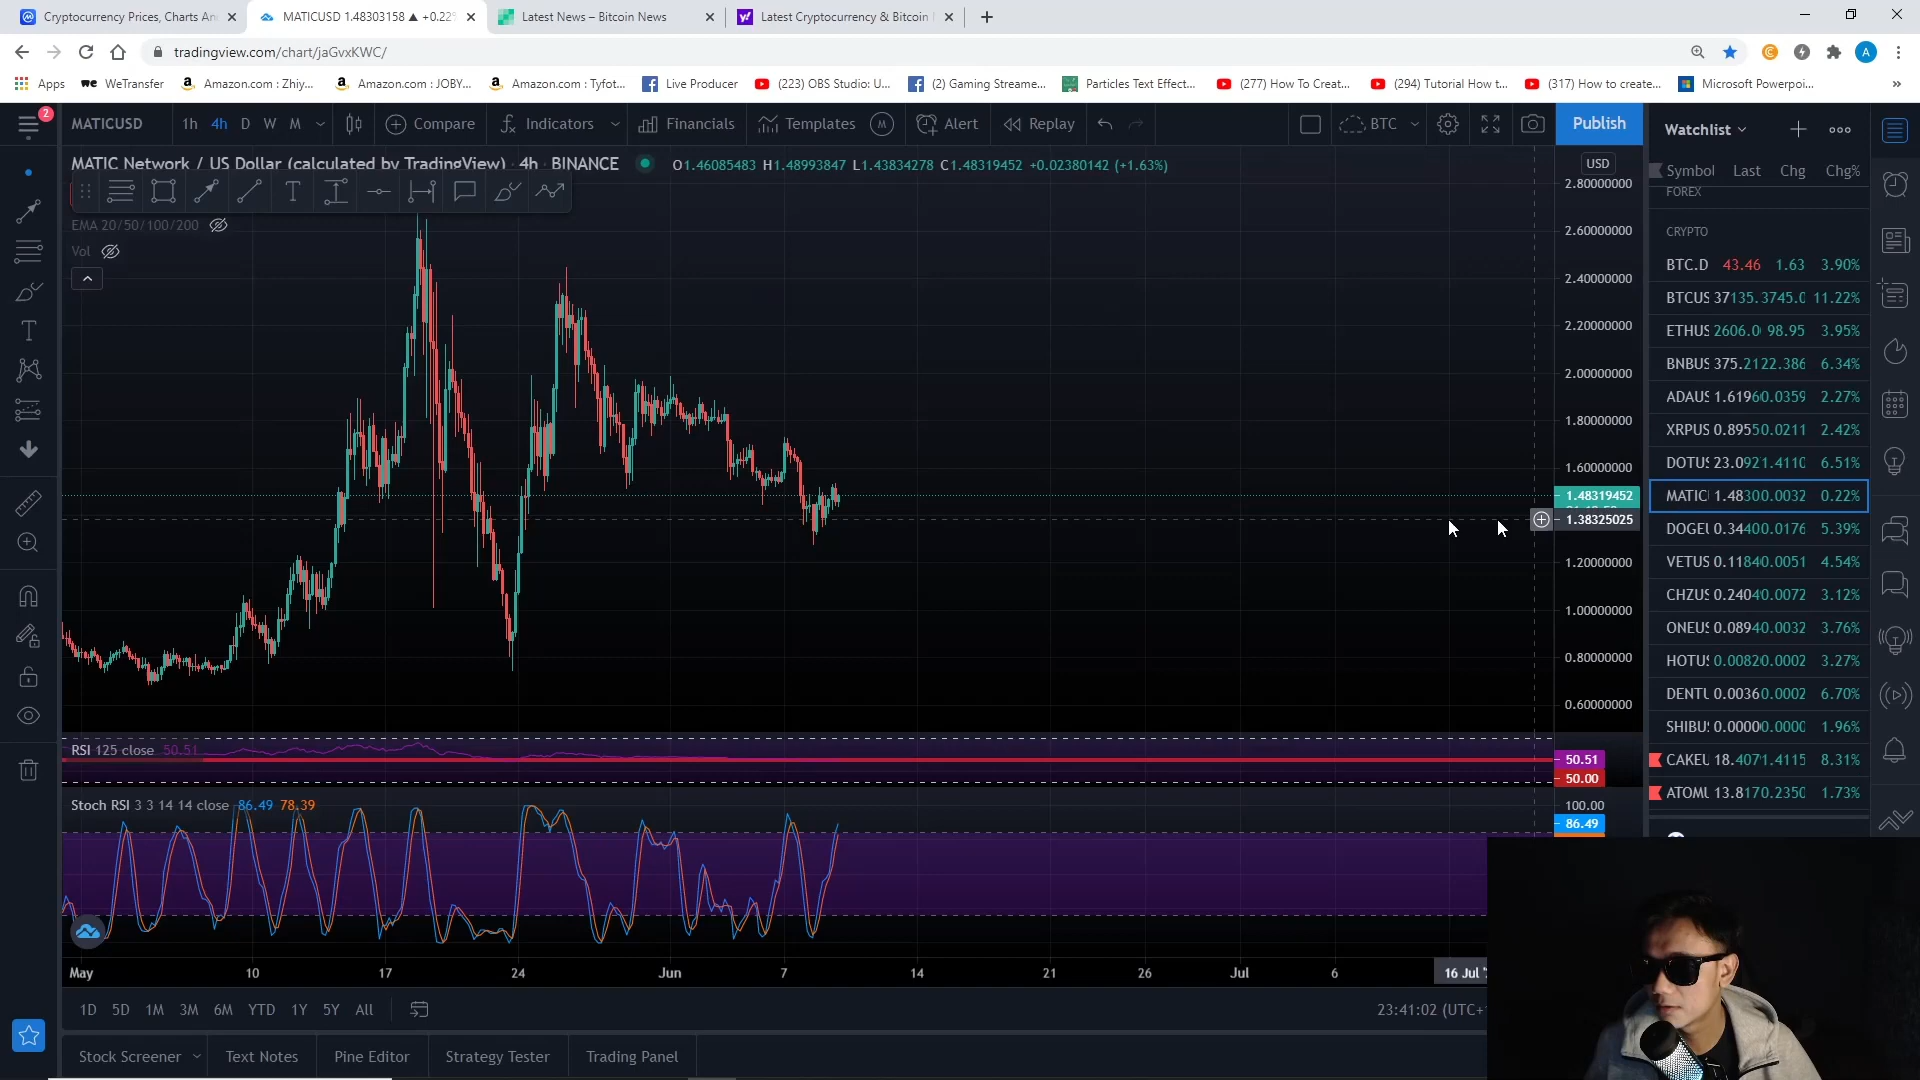 Cryptocurrency Prices, Charts An
MATICUSD 1.48303158 ▲ +0.22%
Latest News – Bitcoin News
Latest Cryptocurrency & Bitcoin
tradingview.com/chart/jaGvxKWC/
A
Apps
WeTransfer
Amazon.com : Zhiy...
Amazon.com : JOBY...
Amazon.com : Tyfot...
Live Producer
(223) OBS Studio: U...
(2) Gaming Streame...
Particles Text Effect...
(277) How To Creat...
(294) Tutorial How t...
(317) How to create...
Microsoft Powerpoi...
2
MATICUSD
1h 4h D W M
Compare
Indicators
Financials
Templates
M
Alert
Replay
BTC
Publish
Watchlist
MATIC Network / US Dollar (calculated by TradingView) · 4h · BINANCE
O1.46085483 H1.48993847 L1.43834278 C1.48319452 +0.02380142 (+1.63%)
USD
Symbol Last Chg Chg%
EMA 20/50/100/200
Vol
2.80000000
2.60000000
2.40000000
2.20000000
2.00000000
1.80000000
1.60000000
1.48319452
1.38325025
1.20000000
1.00000000
0.80000000
0.60000000
FOREX
CRYPTO
BTC.D 43.46 1.63 3.90%
BTCUS 37135.3745.0 11.22%
ETHUS 2606.0 98.95 3.95%
BNBUS 375.2122.386 6.34%
ADAUS 1.61960.0359 2.27%
XRPUS 0.89550.0211 2.42%
DOTUS 23.0921.4110 6.51%
MATIC 1.48300.0032 0.22%
DOGEU 0.34400.0176 5.39%
VETUS 0.11840.0051 4.54%
CHZUS 0.24040.0072 3.12%
ONEUS 0.08940.0032 3.76%
HOTUS 0.00820.0002 3.27%
DENTU 0.00360.0002 6.70%
SHIBUS 0.00000.0000 1.96%
CAKEU 18.4071.4115 8.31%
ATOMU 13.8170.2350 1.73%
RSI 125 close 50.51
50.51
50.00
Stoch RSI 3 3 14 14 close 86.49 78.39
100.00
86.49
May 10 17 24 Jun 7 14 21 26 Jul 6 16 Jul
1D 5D 1M 3M 6M YTD 1Y 5Y All
23:41:02 (UTC+
Stock Screener
Text Notes
Pine Editor
Strategy Tester
Trading Panel